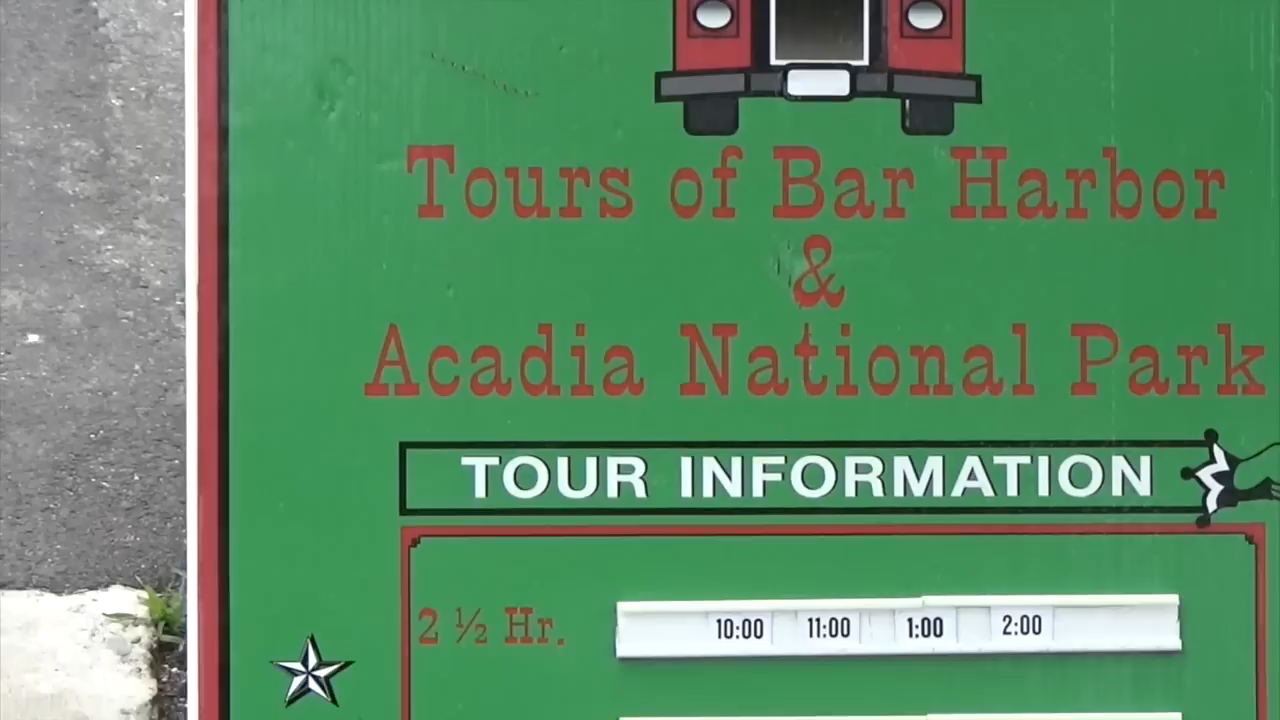 Tours of Bar Harbor
&
Acadia National Park
TOUR INFORMATION
2 ½ Hr. 10:00 11:00 1:00 2:00